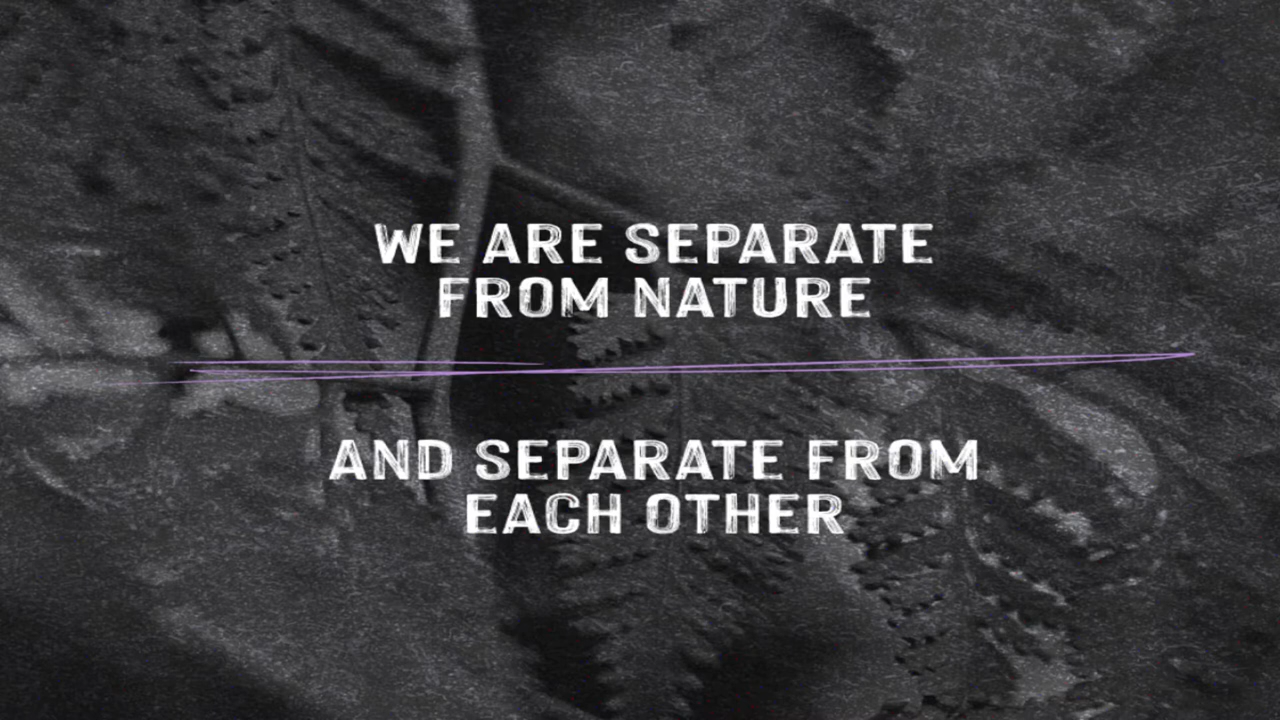 WE ARE SEPARATE
FROM NATURE
AND SEPARATE FROM
EACH OTHER